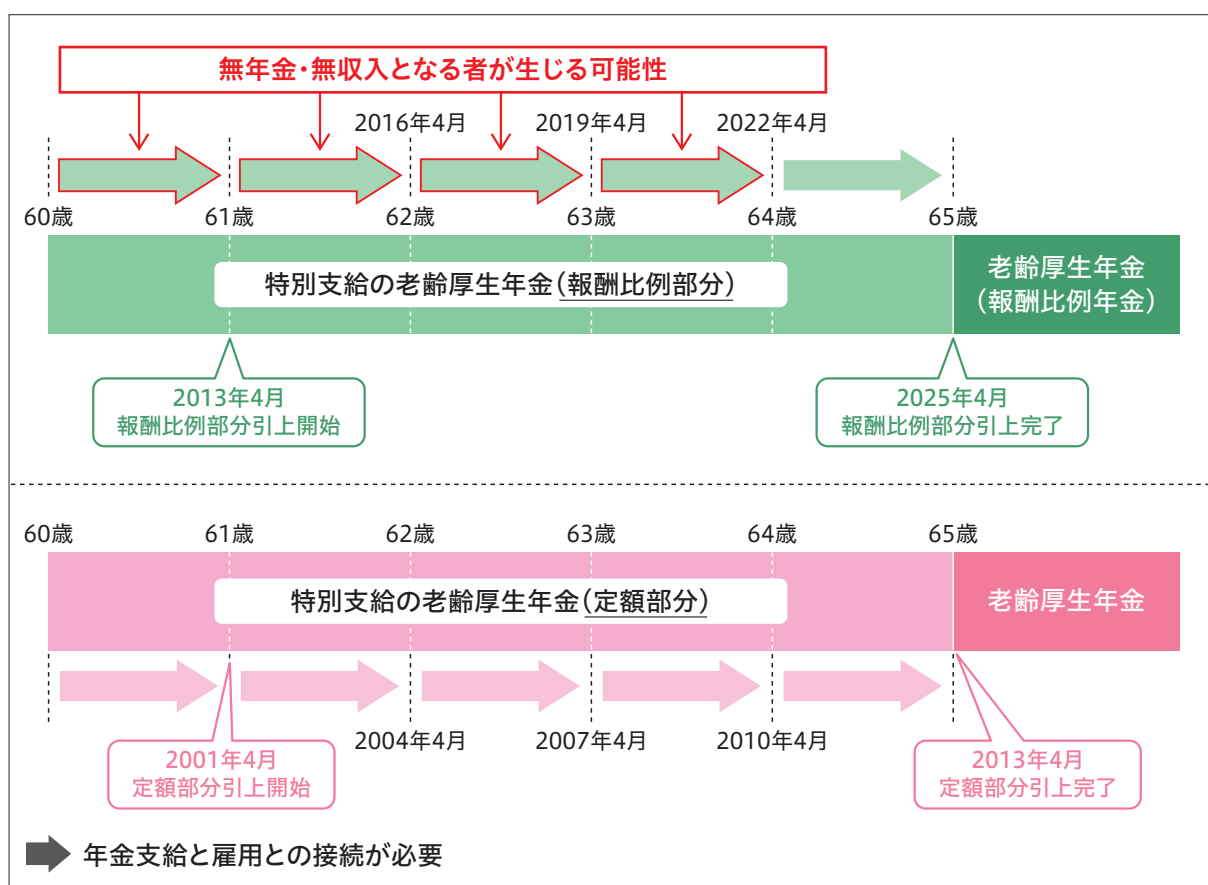 無年金・無収入となる者が生じる可能性
2016年4月 2019年4月 2022年4月
60歳 61歳 62歳 63歳 64歳 65歳
特別支給の老齢厚生年金(報酬比例部分)
老齢厚生年金
(報酬比例年金)
2013年4月
報酬比例部分引上開始
2025年4月
報酬比例部分引上完了
60歳 61歳 62歳 63歳 64歳 65歳
特別支給の老齢厚生年金(定額部分)
老齢厚生年金
2004年4月 2007年4月 2010年4月
2001年4月
定額部分引上開始
2013年4月
定額部分引上完了
年金支給と雇用との接続が必要